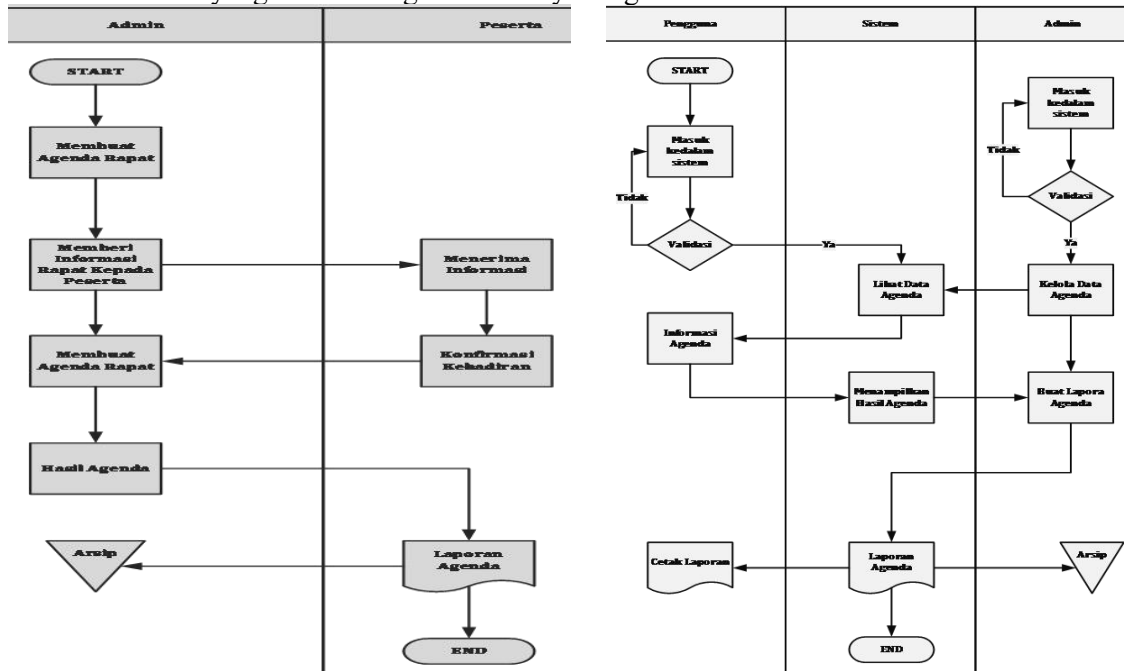 Admin
Peserta
START
Membuat
Agenda Rapat
Memberi
Informasi
Rapat Kepada
Peserta
Menerima
Informasi
Membuat
Agenda Rapat
Konfirmasi
Kehadiran
Hasil Agenda
Arsip
Laporan
Agenda
END
Pengguna
Sistem
Admin
START
Masuk
kedalam
sistem
Masuk
kedalam
sistem
Tidak
Tidak
Validasi
Validasi
Ya
Ya
Lihat Data
Agenda
Kelola Data
Agenda
Informasi
Agenda
Menampilkan
Hasil Agenda
Buat Lapora
Agenda
Cetak Laporan
Laporan
Agenda
Arsip
END